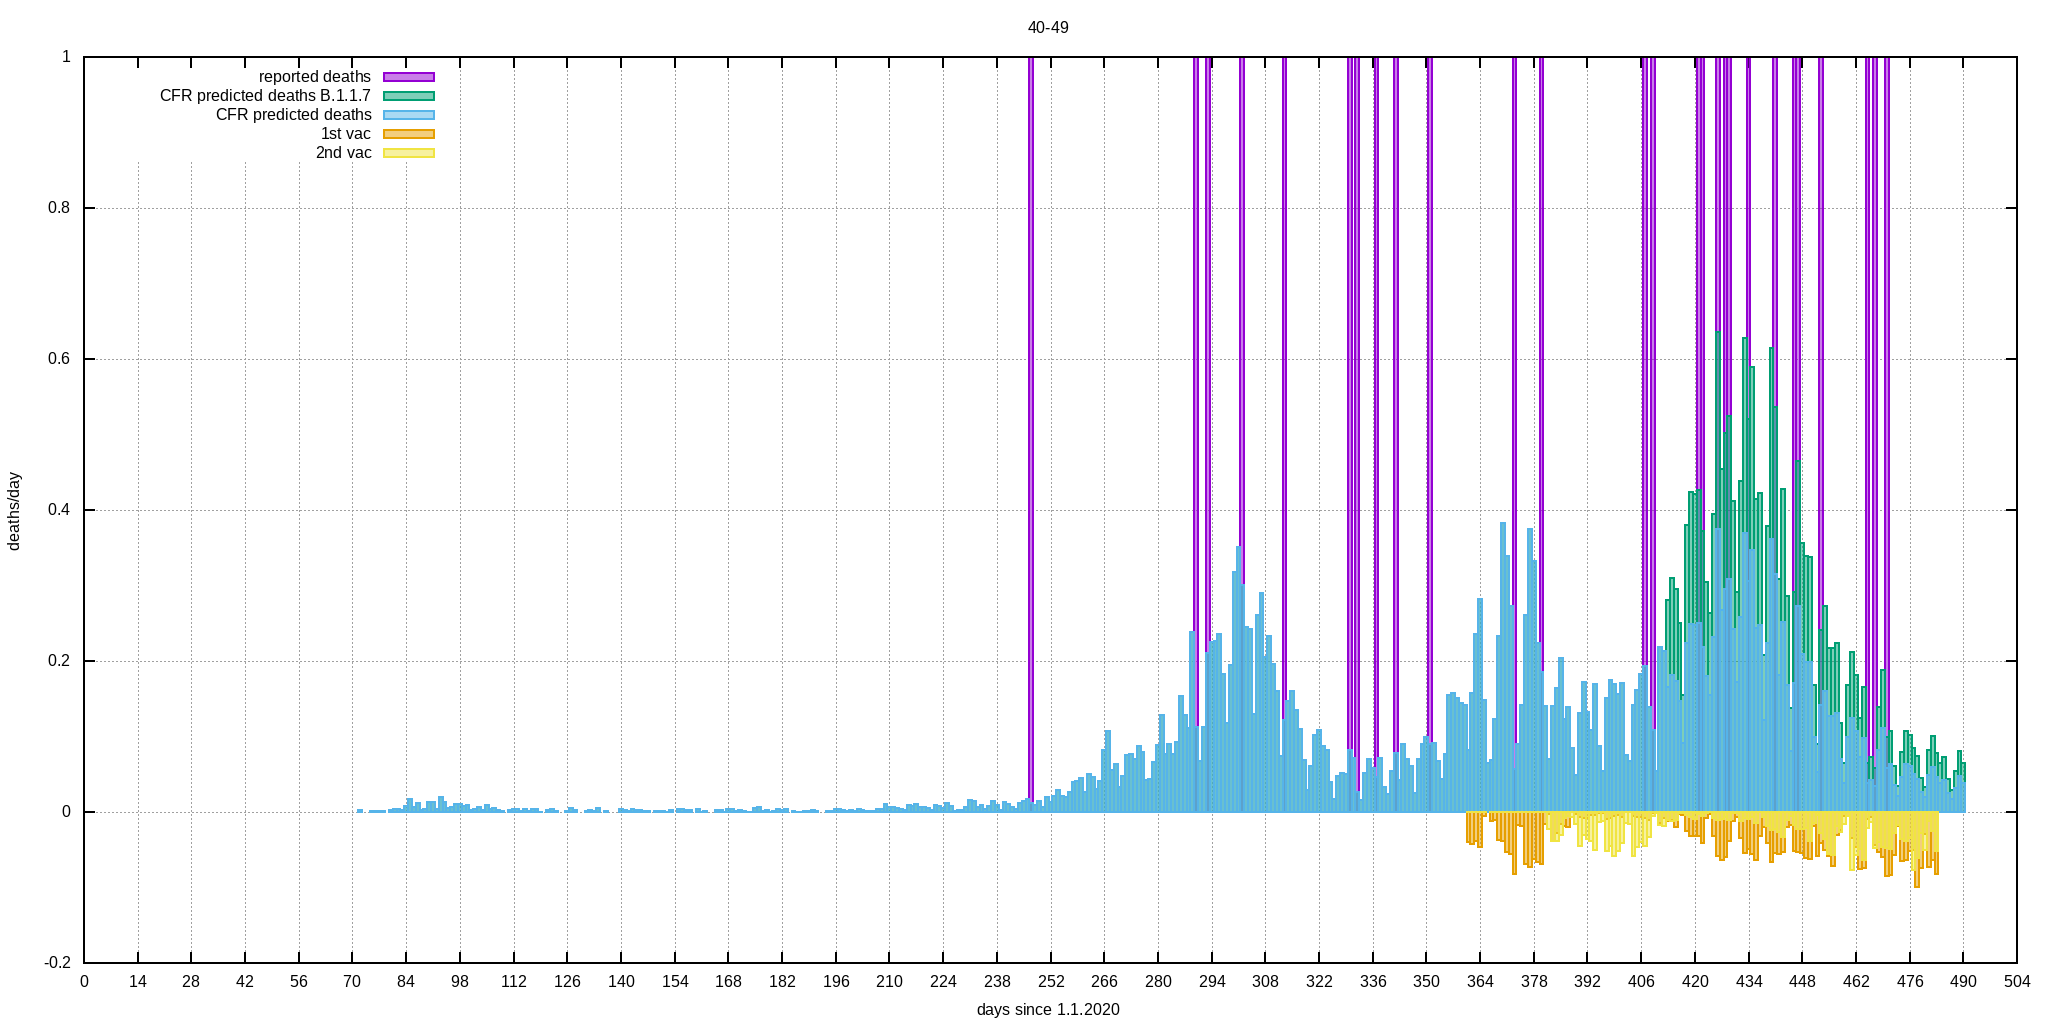 40-49
1
reported deaths
CFR predicted deaths B.1.1.7
CFR predicted deaths
1st vac
2nd vac
0.8
0.6
deaths/day
0.4
0.2
0
-0.2
0 14 28 42 56 70 84 98 112 126 140 154 168 182 196 210 224 238 252 266 280 294 308 322 336 350 364 378 392 406 420 434 448 462 476 490 504
days since 1.1.2020